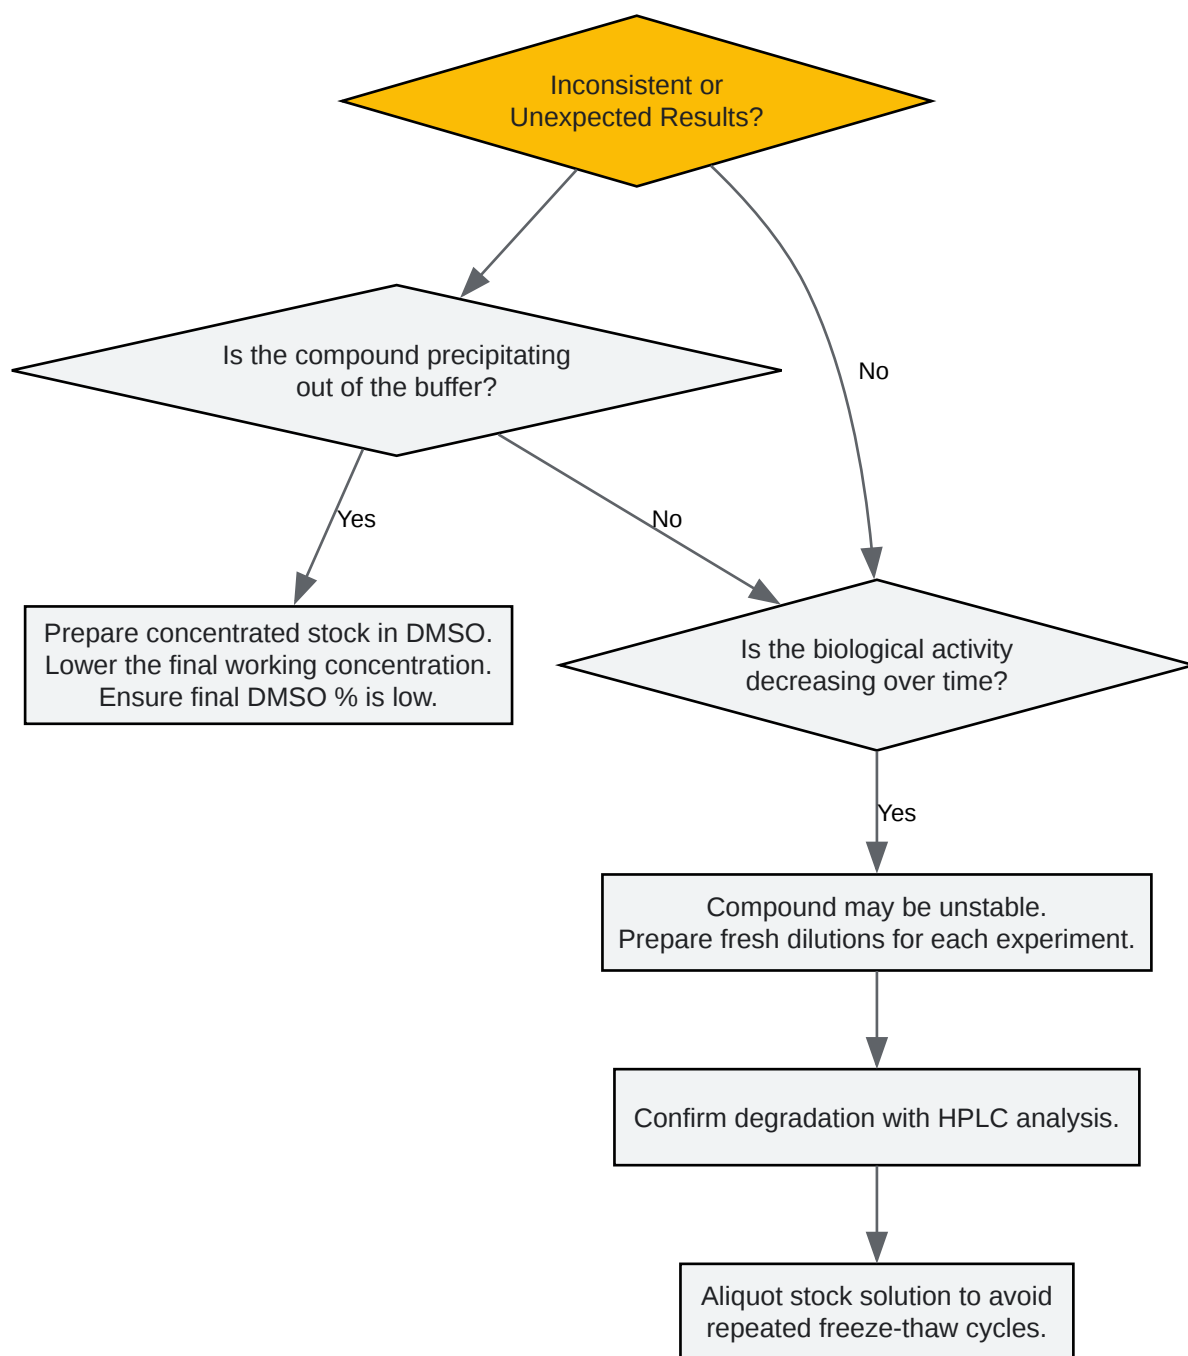 Inconsistent or
Unexpected Results?
Is the compound precipitating
out of the buffer?
No
Yes
No
Prepare concentrated stock in DMSO.
Lower the final working concentration.
Ensure final DMSO % is low.
Is the biological activity
decreasing over time?
Yes
Compound may be unstable.
Prepare fresh dilutions for each experiment.
Confirm degradation with HPLC analysis.
Aliquot stock solution to avoid
repeated freeze-thaw cycles.